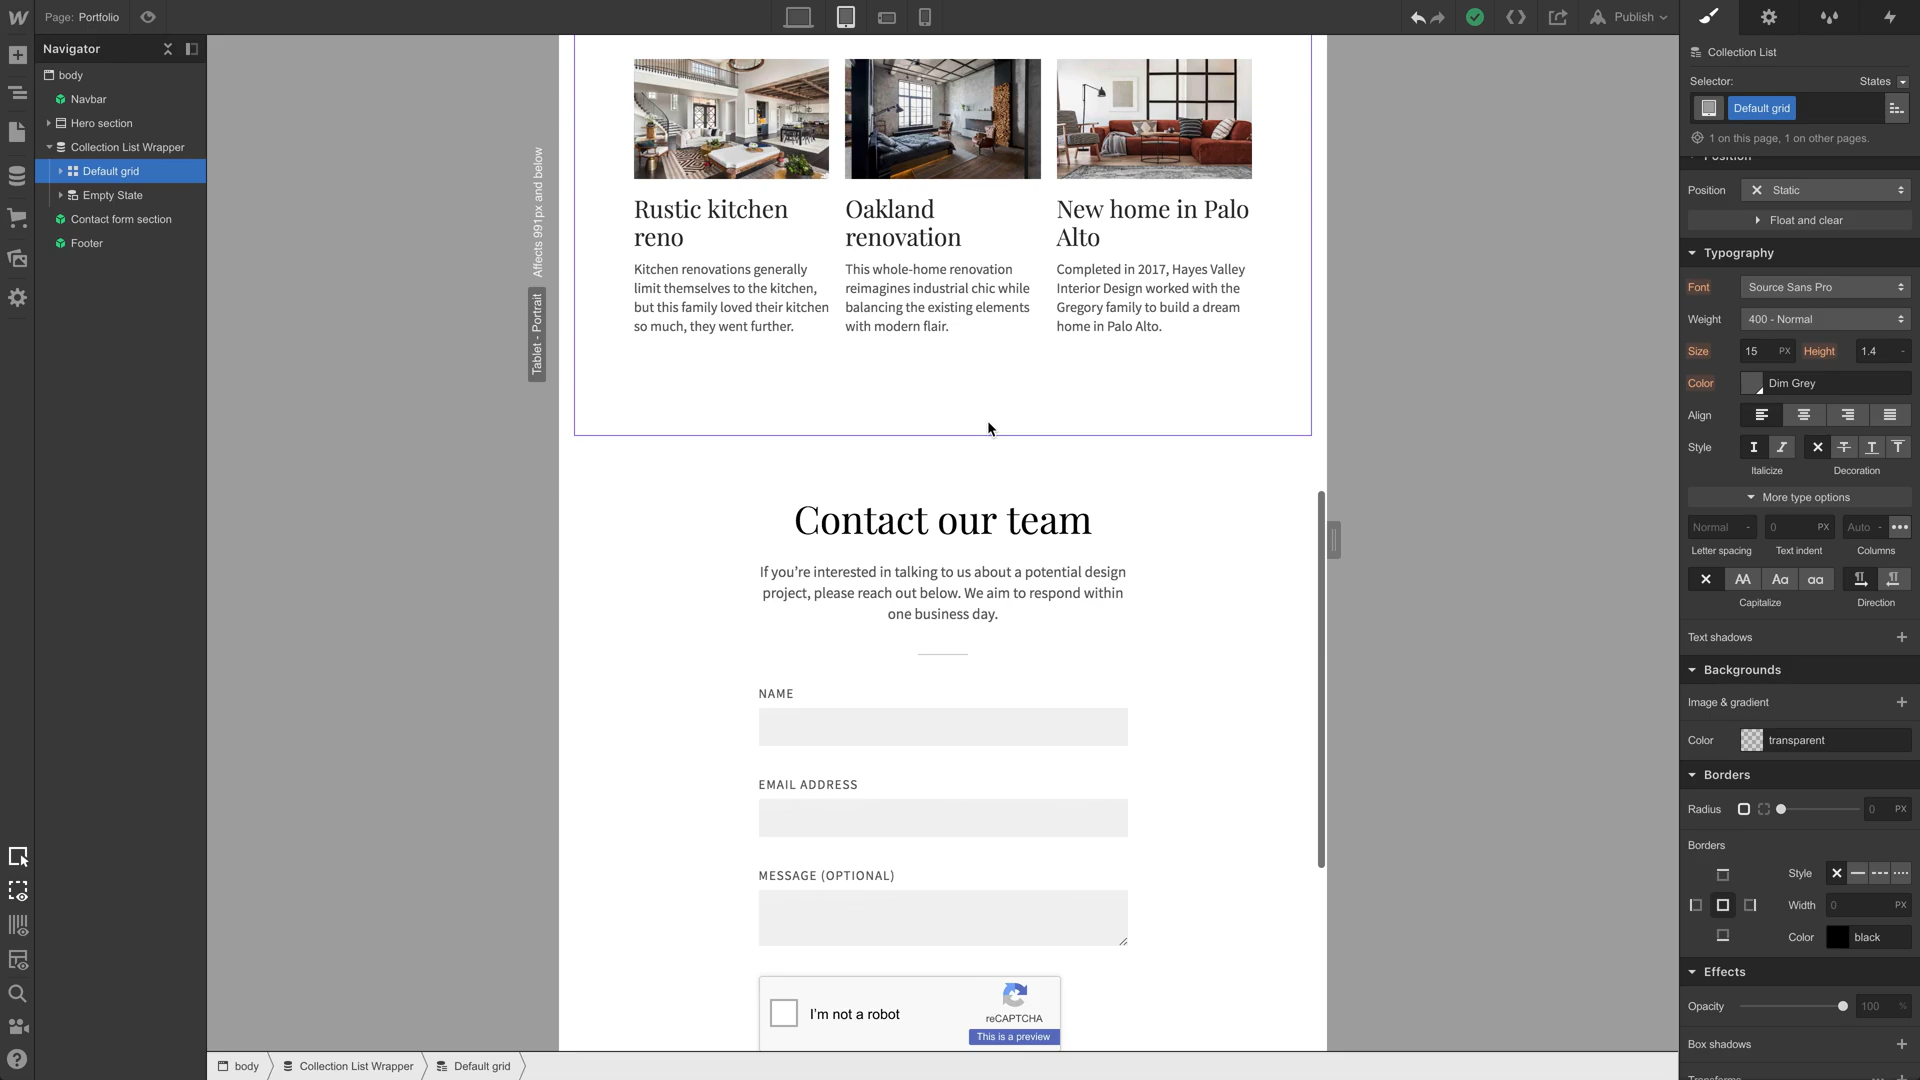 Page: Portfolio
Publish
Navigator
body
Navbar
Hero section
Collection List Wrapper
Default grid
Empty State
Contact form section
Footer
Affects 991px and below
Tablet - Portrait
Rustic kitchen
reno
Kitchen renovations generally
limit themselves to the kitchen,
but this family loved their kitchen
so much, they went further.
Oakland
renovation
This whole-home renovation
reimagines industrial chic while
balancing the existing elements
with modern flair.
New home in Palo
Alto
Completed in 2017, Hayes Valley
Interior Design worked with the
Gregory family to build a dream
home in Palo Alto.
Contact our team
If you’re interested in talking to us about a potential design
project, please reach out below. We aim to respond within
one business day.
NAME
EMAIL ADDRESS
MESSAGE (OPTIONAL)
I'm not a robot
reCAPTCHA
This is a preview
body
Collection List Wrapper
Default grid
Collection List
Selector: States
Default grid
1 on this page, 1 on other pages.
Position
Position Static
Float and clear
Typography
Font Source Sans Pro
Weight 400 - Normal
Size 15 PX Height 1.4 -
Color Dim Grey
Align
Style
Italicize Decoration
More type options
Normal - 0 PX Auto -
Letter spacing Text indent Columns
AA Aa aa
Capitalize Direction
Text shadows
Backgrounds
Image & gradient
Color transparent
Borders
Radius 0 PX
Borders
Style
Width 0 PX
Color black
Effects
Opacity 100 %
Box shadows
Transforms